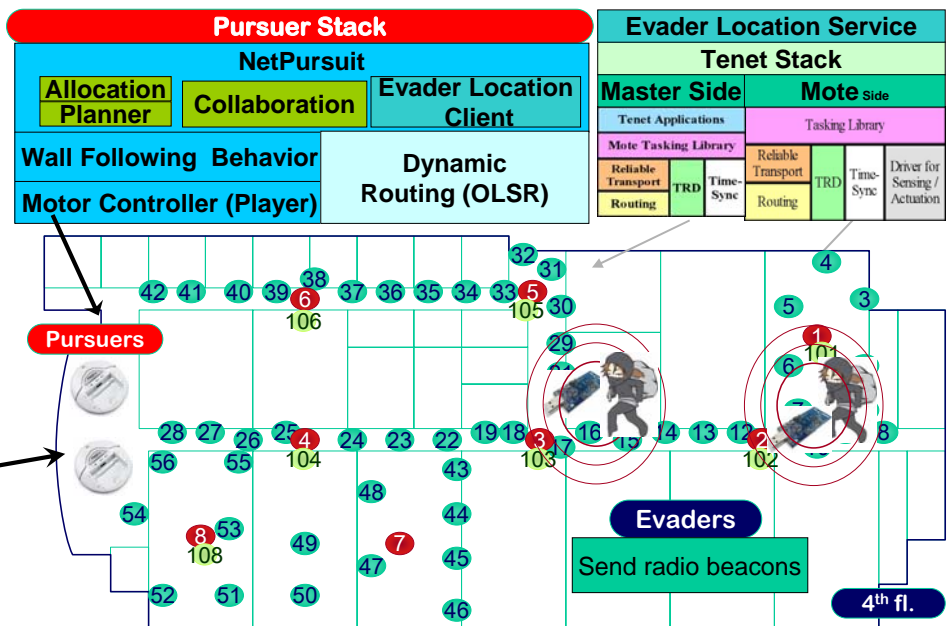 Pursuer Stack
NetPursuit
Allocation
Planner
Collaboration
Evader Location
Client
Wall Following Behavior
Motor Controller (Player)
Dynamic
Routing (OLSR)
Evader Location Service
Tenet Stack
Master Side
Mote Side
Tenet Applications
Mote Tasking Library
Reliable
Transport
Routing
TRD
Time-
Sync
Tasking Library
Reliable
Transport
Routing
TRD
Time-
Sync
Driver for
Sensing /
Actuation
32
31
4
38
42 41 40 39 37 36 35 34 33
6
106
5
105
30
5
3
Pursuers
29
1
101
6
28 27 26 25
4
104
24 23 22 19 18
3
103
17
16
15
14 13 12
2
102
8
56 55
43
48
54
53
8
108
44
49
7
Evaders
47
45
Send radio beacons
52 51 50
46
4th fl.